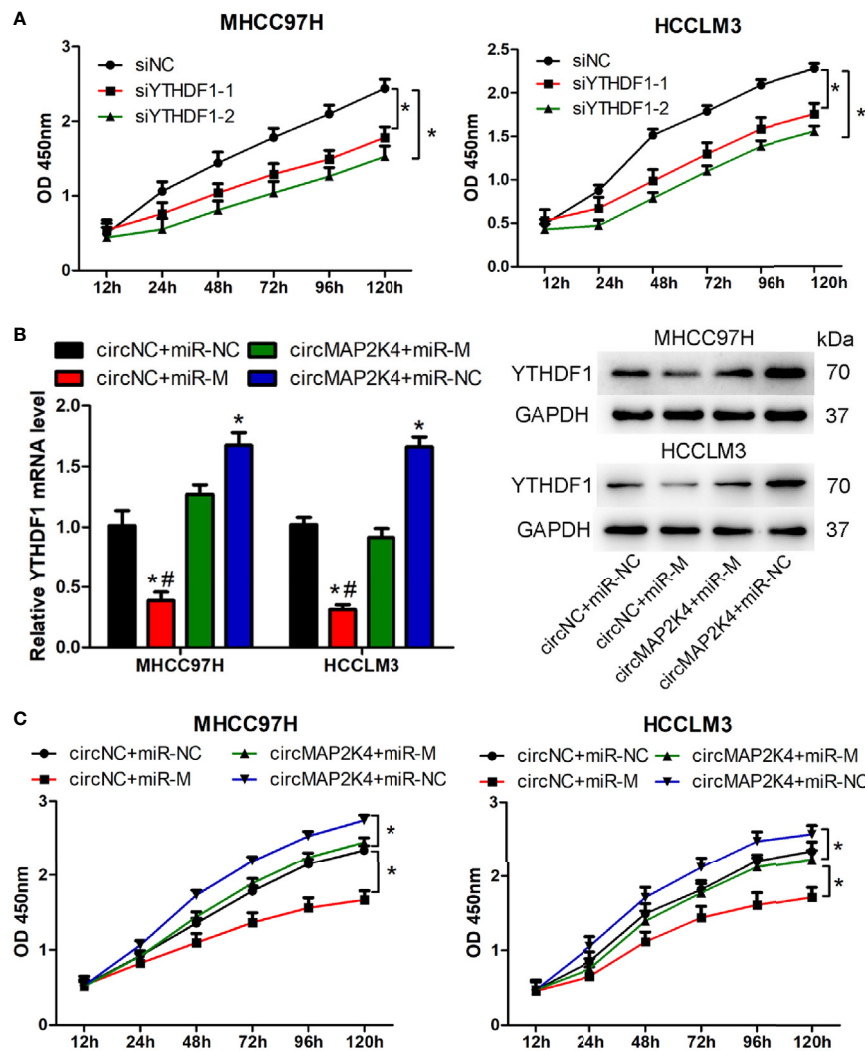 A
MHCC97H
siNC
siYTHDF1-1
siYTHDF1-2
OD 450nm
3
2
1
0
12h 24h 48h 72h 96h 120h
*
*
HCCLM3
siNC
siYTHDF1-1
siYTHDF1-2
OD 450nm
2.5
2.0
1.5
1.0
0.5
0.0
12h 24h 48h 72h 96h 120h
*
*
B
circNC+miR-NC circMAP2K4+miR-M
circNC+miR-M circMAP2K4+miR-NC
Relative YTHDF1 mRNA level
2.0
1.5
1.0
0.5
0.0
*# * *# *
MHCC97H HCCLM3
MHCC97H kDa
YTHDF1 70
GAPDH 37
HCCLM3
YTHDF1 70
GAPDH 37
circNC+miR-NC
circNC+miR-M
circMAP2K4+miR-M
circMAP2K4+miR-NC
C
MHCC97H
circNC+miR-NC circMAP2K4+miR-M
circNC+miR-M circMAP2K4+miR-NC
OD 450nm
3
2
1
0
12h 24h 48h 72h 96h 120h
*
*
HCCLM3
circNC+miR-NC circMAP2K4+miR-M
circNC+miR-M circMAP2K4+miR-NC
OD 450nm
3
2
1
0
12h 24h 48h 72h 96h 120h
*
*